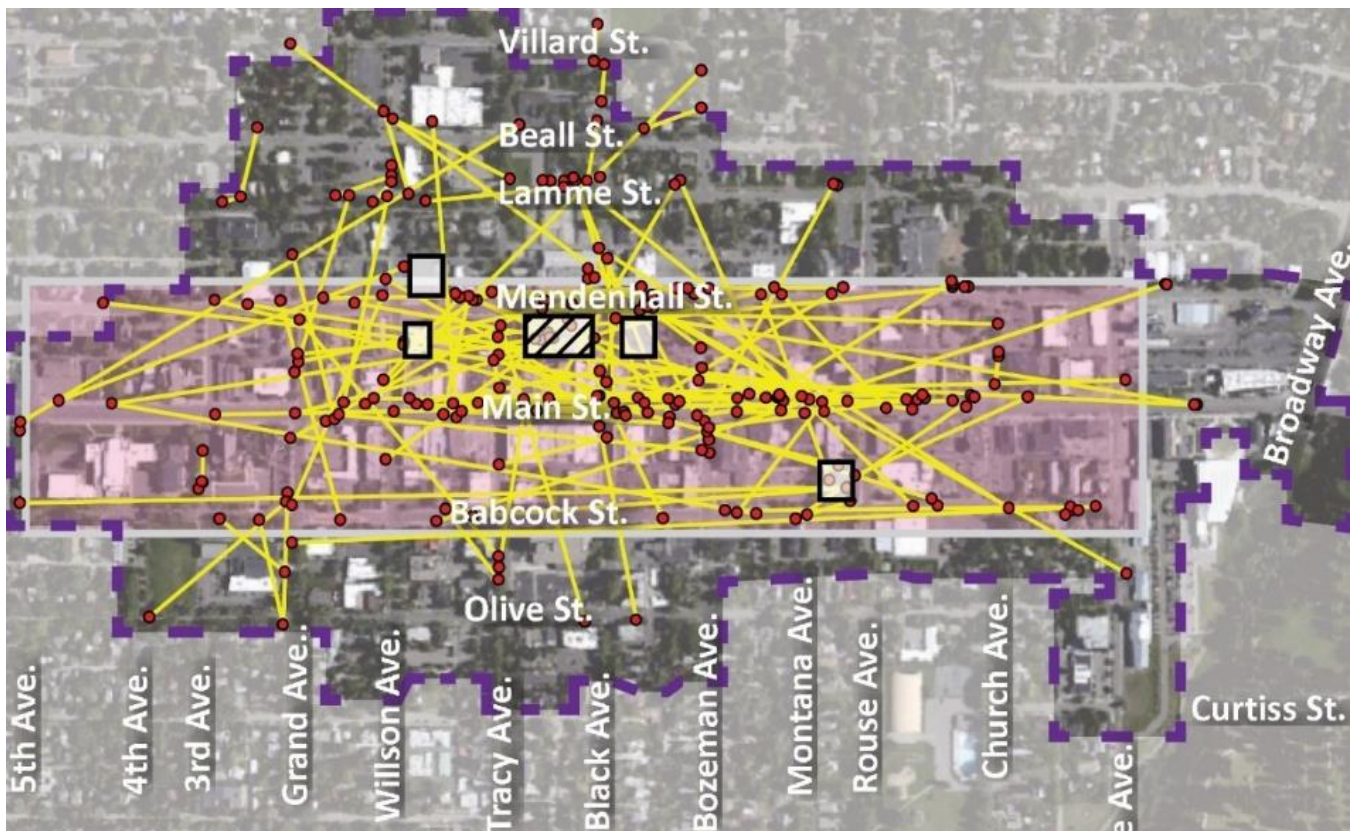 Villard St.
Beall St.
Lamme St.
Mendenhall St.
Main St.
Babcock St.
Olive St.
Curtiss St.
5th Ave.
4th Ave.
3rd Ave.
Grand Ave..
Willson Ave.
Tracy Ave.
Black Ave.
Bozeman Ave.
Montana Ave.
Rouse Ave.
Church Ave.
e Ave.
Broadway Ave.